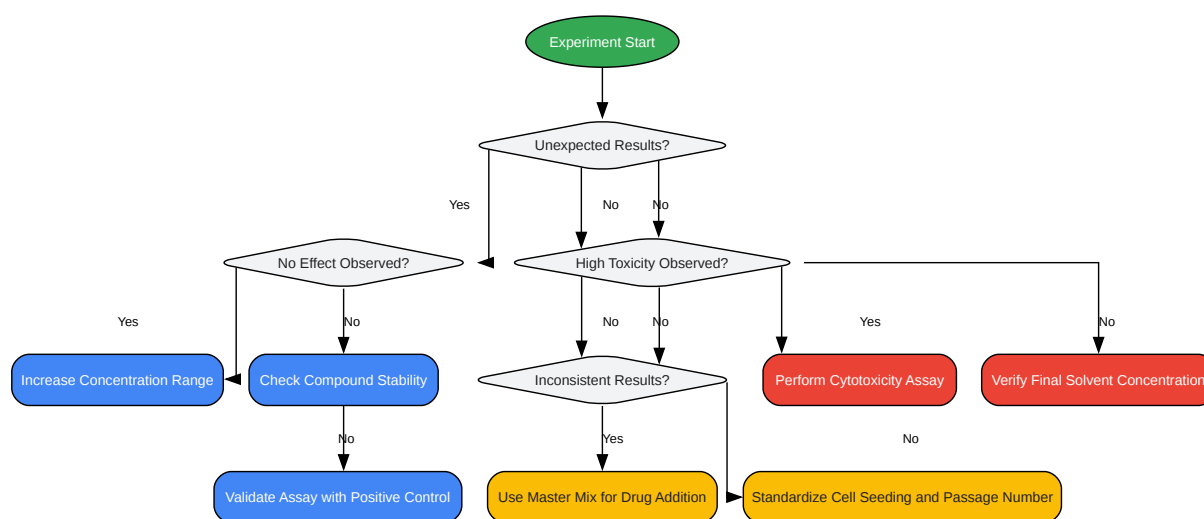 Experiment Start
Unexpected Results?
Yes
No
No
No Effect Observed?
High Toxicity Observed?
Yes
No
No
No
Yes
No
Increase Concentration Range
Check Compound Stability
Inconsistent Results?
Perform Cytotoxicity Assay
Verify Final Solvent Concentration
No
Yes
No
Validate Assay with Positive Control
Use Master Mix for Drug Addition
Standardize Cell Seeding and Passage Number